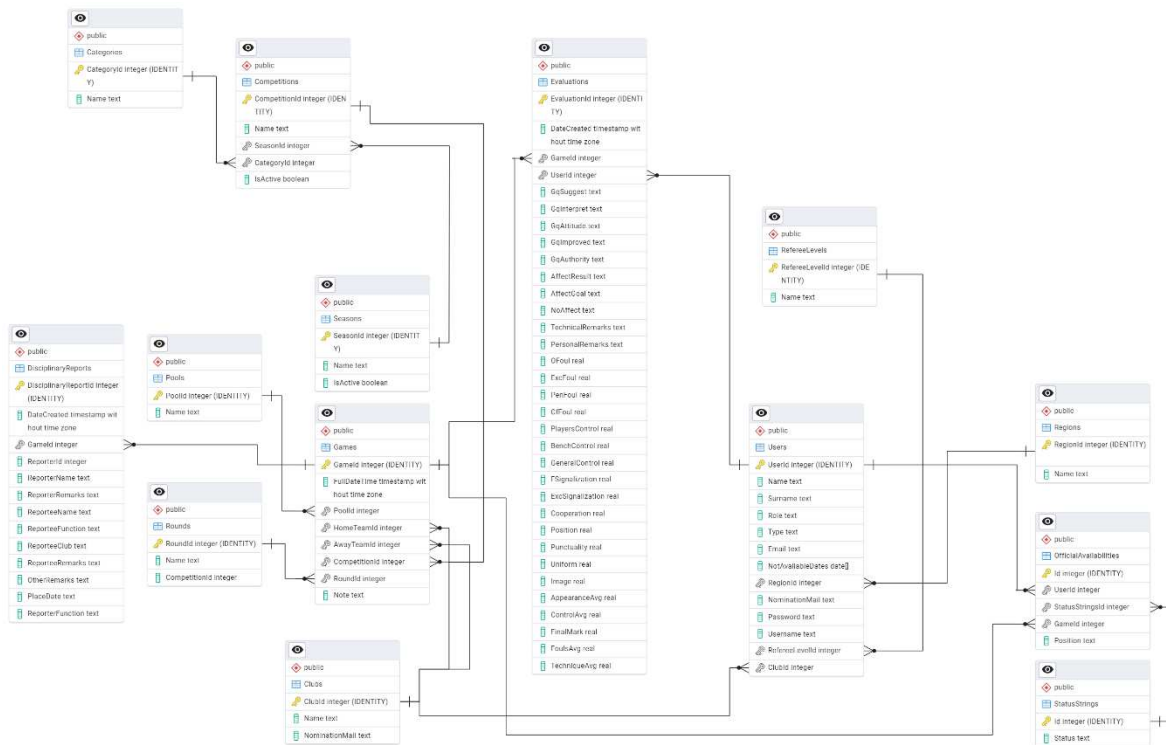 public
Categories
CategoryId integer (IDENTIT
Y)
Name text
public
Competitions
CompetitionId integer (IDEN
TITY)
Name text
SeasonId integer
CategoryId integer
IsActive boolean
public
Evaluations
EvaluationId integer (IDENTI
TY)
DateCreated timestamp wit
hout time zone
GameId integer
UserId integer
GqSuggest text
GqInterpret text
GqAttitude text
GqImproved text
GqAuthority text
AffectResult text
AffectGoal text
NoAffect text
TechnicalRemarks text
PersonalRemarks text
OFoul real
ExcFoul real
PenFoul real
CfFoul real
PlayersControl real
BenchControl real
GeneralControl real
FSignalization real
ExcSignalization real
Cooperation real
Position real
Punctuality real
Uniform real
Image real
AppearanceAvg real
ControlAvg real
FinalMark real
FoulsAvg real
TechniqueAvg real
public
RefereeLevels
RefereeLevelId integer (IDE
NTITY)
Name text
public
Seasons
SeasonId integer (IDENTIT
Y)
Name text
IsActive boolean
public
DisciplinaryReports
DisciplinaryReportId integer
(IDENTITY)
DateCreated timestamp wit
hout time zone
GameId integer
ReporterId integer
ReporterName text
ReporterRemarks text
ReporteeName text
ReporteeFunction text
ReporteeClub text
ReporteeRemarks text
OtherRemarks text
PlaceDate text
ReporterFunction text
public
Pools
PoolId integer (IDENTITY)
Name text
public
Rounds
RoundId integer (IDENTITY)
Name text
CompetitionId integer
public
Games
GameId integer (IDENTITY)
FullDateTime timestamp wit
hout time zone
PoolId integer
HomeTeamId integer
AwayTeamId integer
CompetitionId integer
RoundId integer
Note text
public
Clubs
ClubId integer (IDENTITY)
Name text
NominationMail text
public
Users
UserId integer (IDENTITY)
Name text
Surname text
Role text
Type text
Email text
NotAvailableDates date[]
RegionId integer
NominationMail text
Password text
Username text
RefereeLevelId integer
ClubId integer
public
Regions
RegionId integer (IDENTITY)
Name text
public
OfficialAvailabilities
Id integer (IDENTITY)
UserId integer
StatusStringsId integer
GameId integer
Position text
public
StatusStrings
Id integer (IDENTITY)
Status text